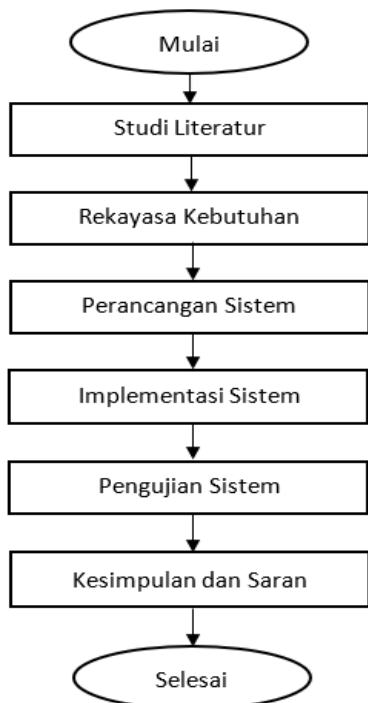 Mulai
Studi Literatur
Rekayasa Kebutuhan
Perancangan Sistem
Implementasi Sistem
Pengujian Sistem
Kesimpulan dan Saran
Selesai